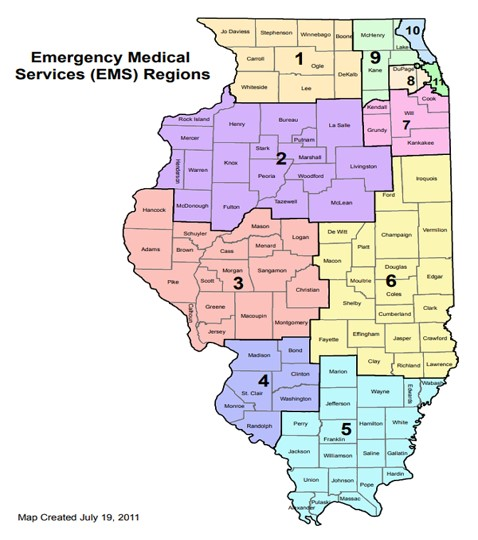 Emergency Medical
Services (EMS) Regions
Jo Daviess
Stephenson
Winnebago
Boone
McHenry
Lake
10
Carroll
1
Ogle
9
Kane
DeKalb
DuPage
8
11
Whiteside
Lee
Cook
Kendall
Will
7
Grundy
Kankakee
Rock Island
Henry
Bureau
La Salle
Mercer
Putnam
Stark
2
Marshall
Henderson
Warren
Knox
Peoria
Woodford
Livingston
Iroquois
McDonough
Fulton
Tazewell
McLean
Ford
Hancock
Schuyler
Mason
Logan
De Witt
Champaign
Vermilion
Adams
Brown
Cass
Menard
Macon
Piatt
Morgan
Sangamon
Douglas
Pike
Scott
3
Christian
Moultrie
6
Edgar
Coles
Calhoun
Greene
Macoupin
Shelby
Cumberland
Clark
Jersey
Montgomery
Fayette
Effingham
Jasper
Crawford
Madison
Bond
Clay
Richland
Lawrence
4
Clinton
Marion
Wayne
Edwards
Wabash
St. Clair
Washington
Jefferson
Monroe
Randolph
Perry
5
Hamilton
White
Franklin
Jackson
Williamson
Saline
Gallatin
Union
Johnson
Pope
Hardin
Alexander
Pulaski
Massac
Map Created July 19, 2011